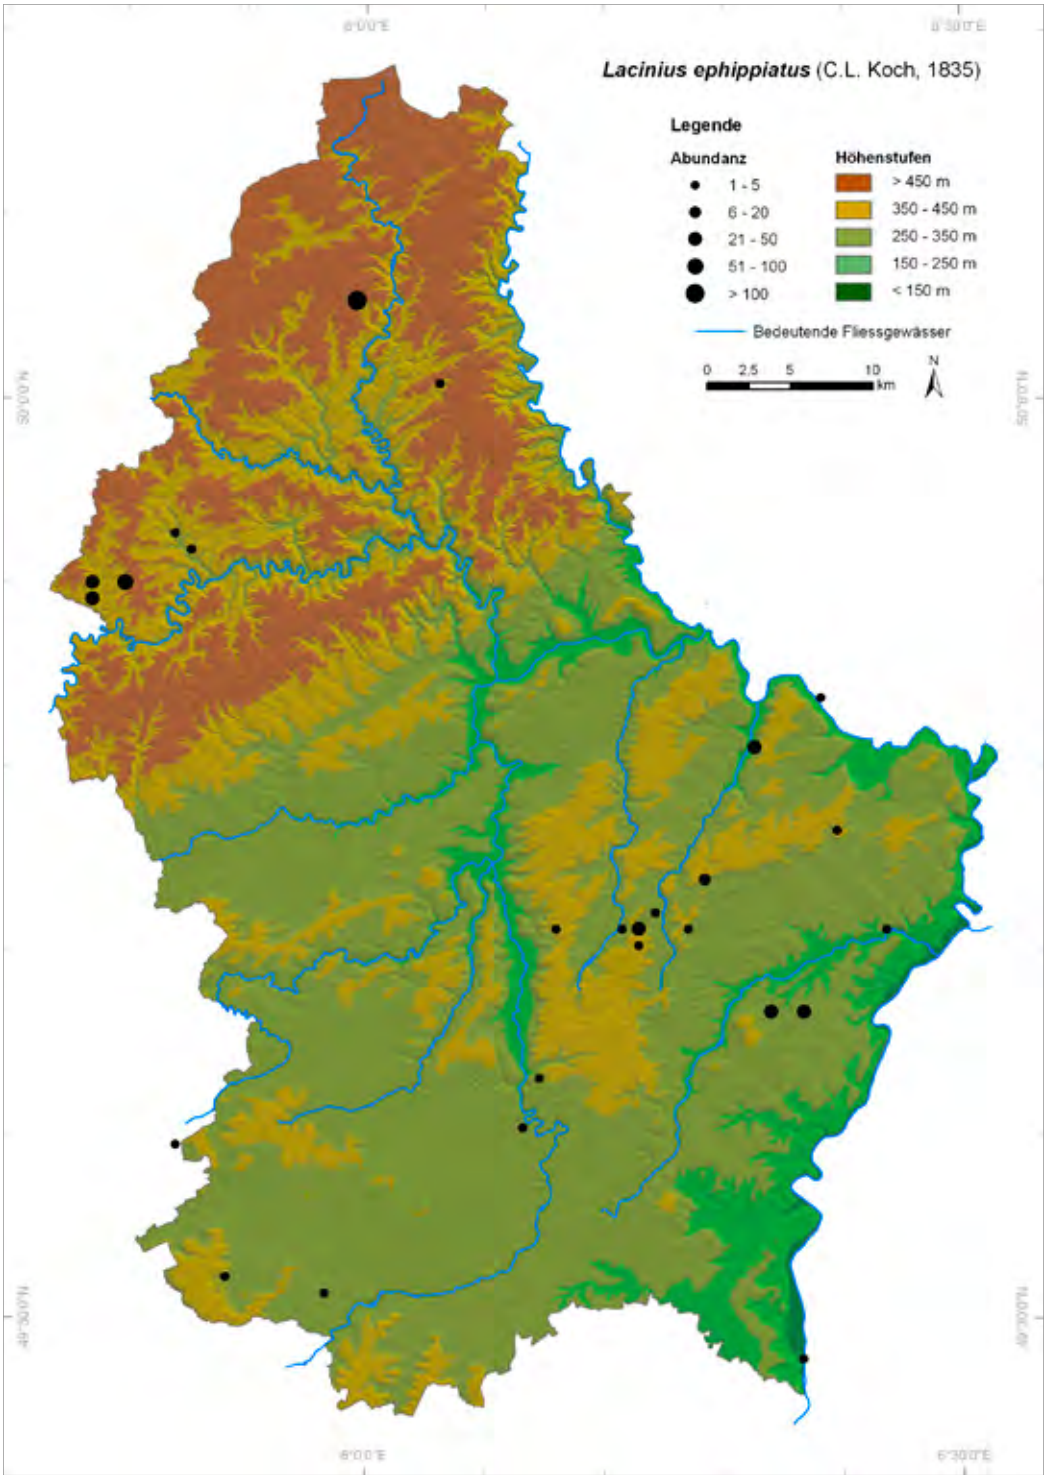 6°0'0"E
6°30'0"E
Lacinius ephippiatus (C.L. Koch, 1835)
Legende
Abundanz
1 - 5
6 - 20
21 - 50
51 - 100
> 100
Höhenstufen
> 450 m
350 - 450 m
250 - 350 m
150 - 250 m
< 150 m
Bedeutende Fliessgewässer
0 2,5 5 10
km
N
50°0'0"N
50°0'0"N
49°30'0"N
49°30'0"N
6°0'0"E
6°30'0"E